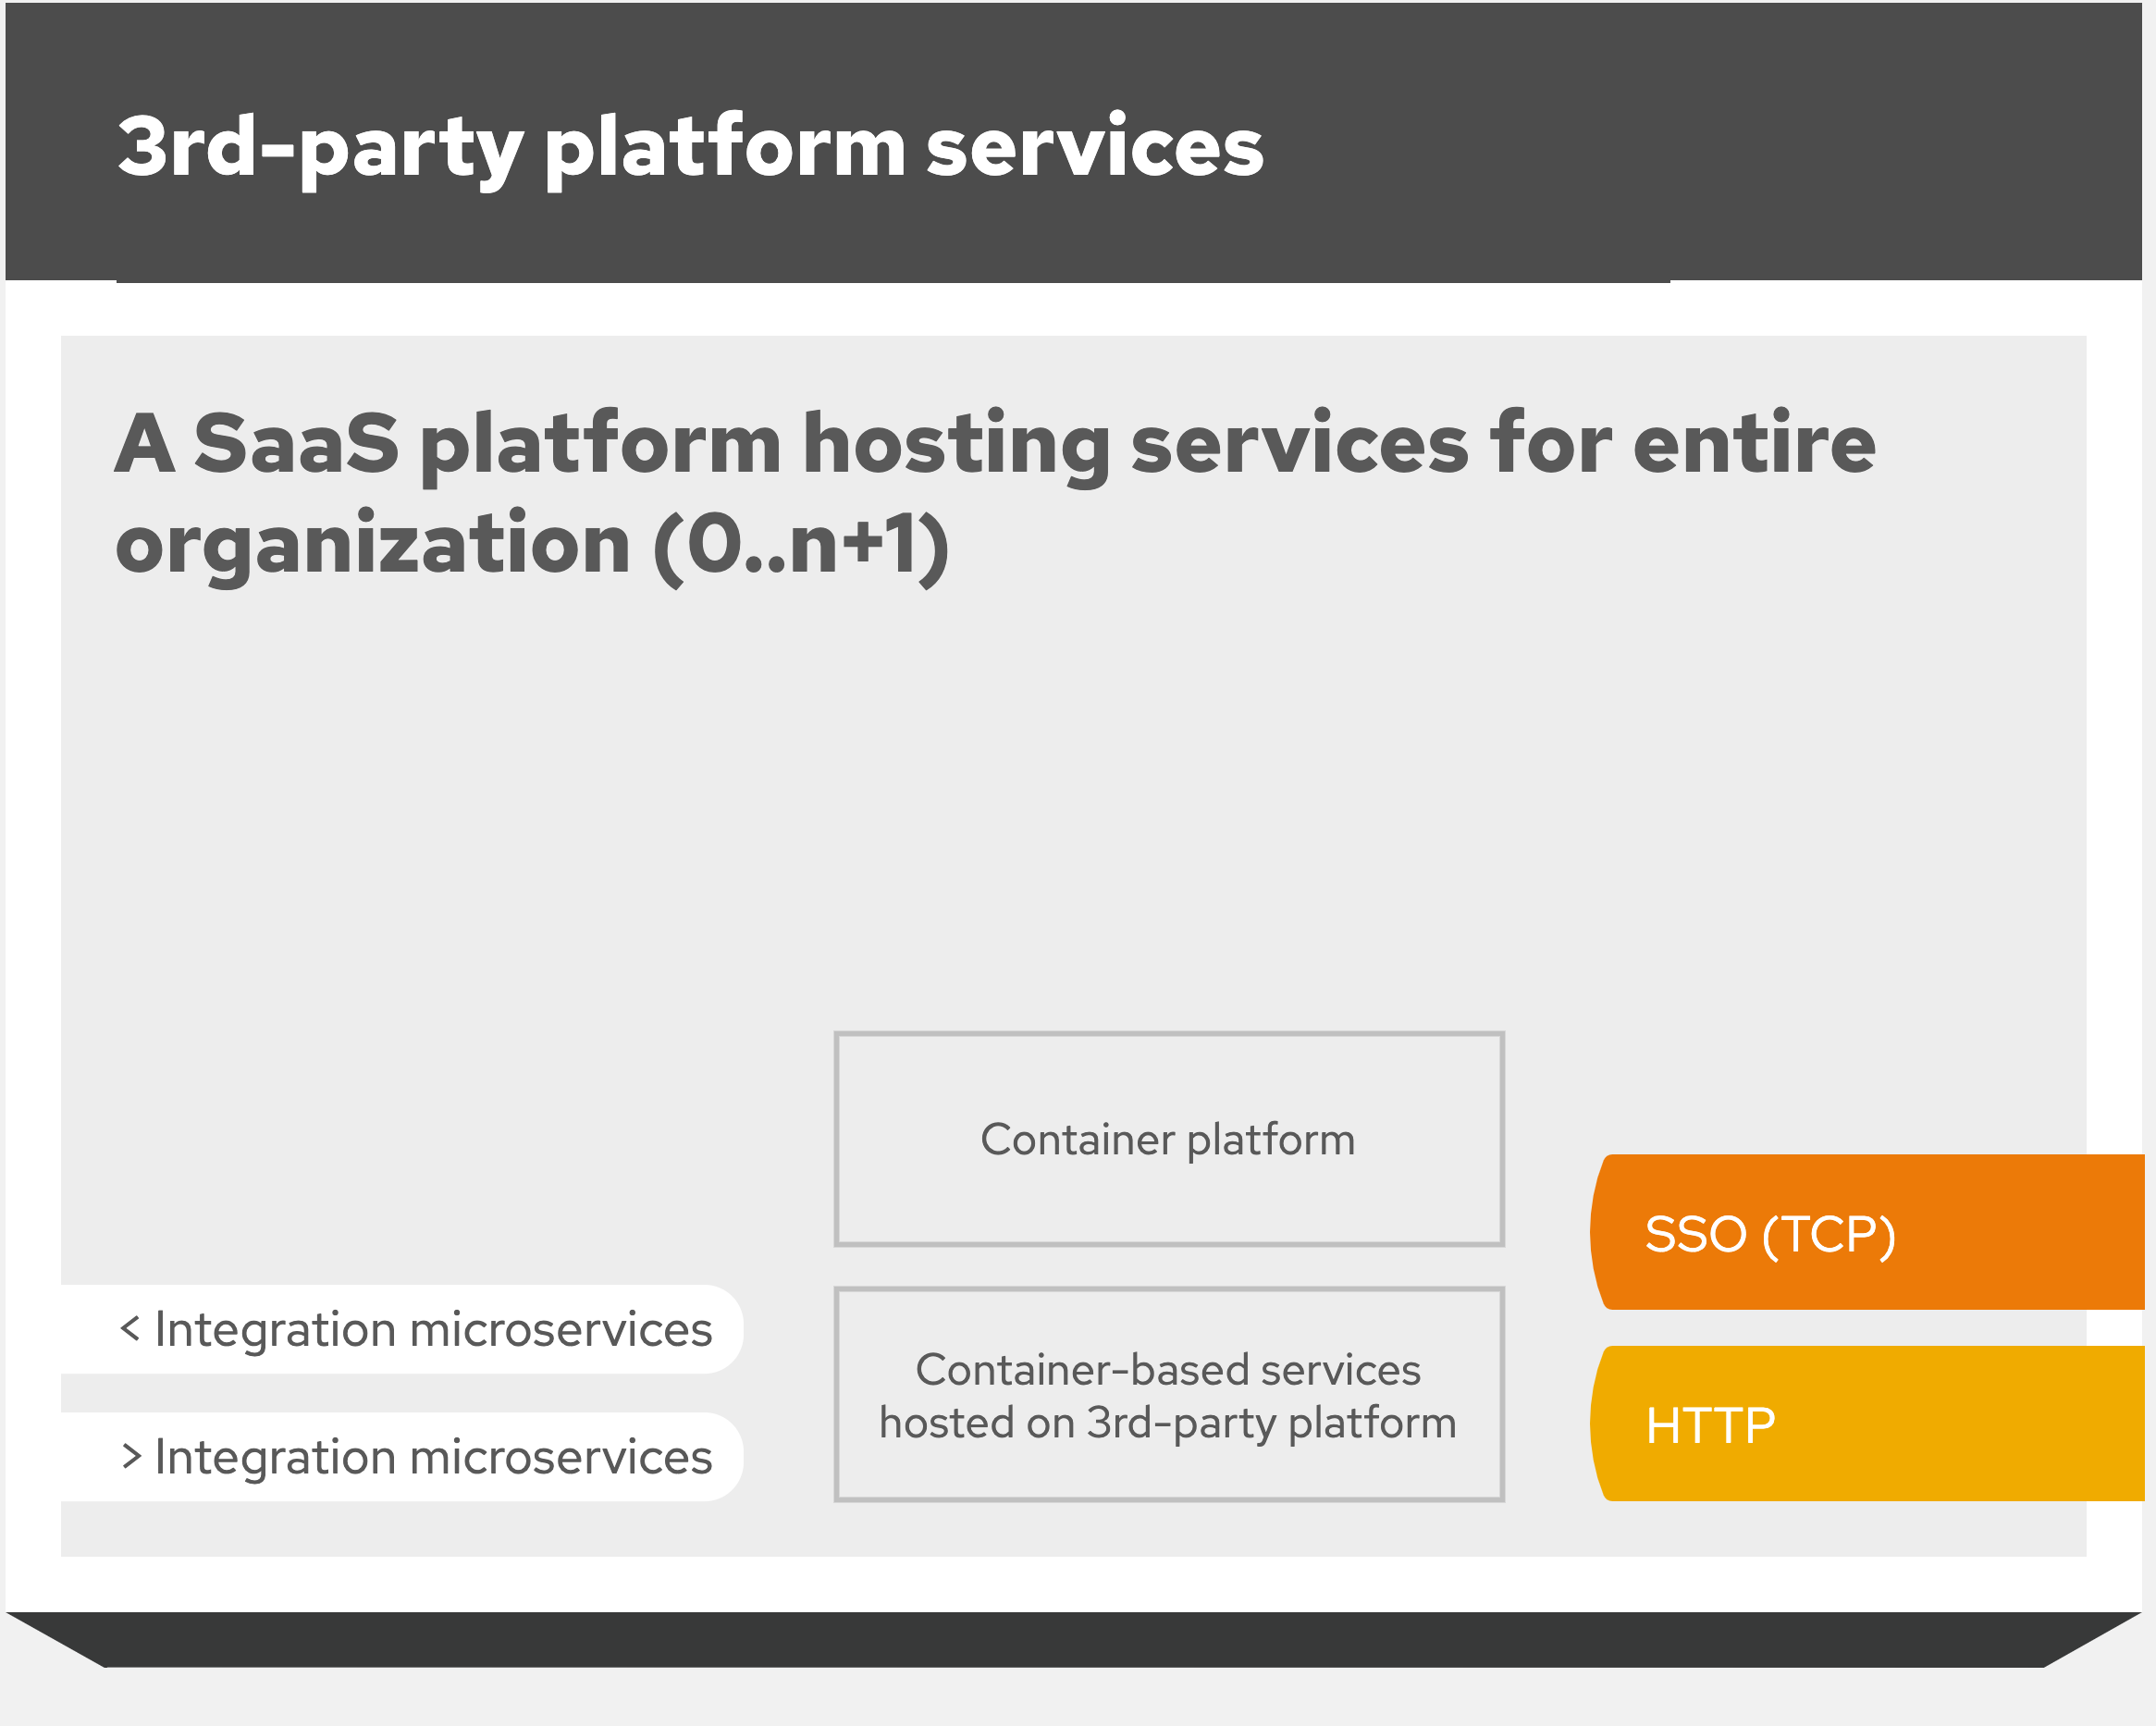 3rd-party platform services
A SaaS platform hosting services for entire
organization (0..n+1)
Container platform
SSO (TCP)
< Integration microservices
Container-based services
hosted on 3rd-party platform
HTTP
> Integration microservices